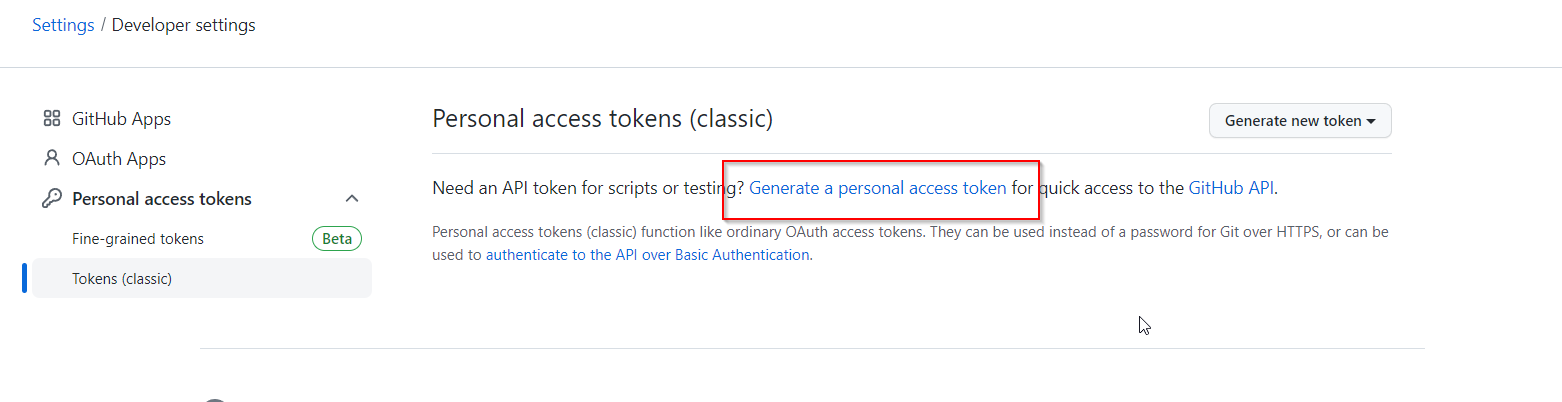 Settings / Developer settings
GitHub Apps
OAuth Apps
Personal access tokens
Fine-grained tokens
Beta
Tokens (classic)
Personal access tokens (classic)
Generate new token
Need an API token for scripts or testing? Generate a personal access token for quick access to the GitHub API.
Personal access tokens (classic) function like ordinary OAuth access tokens. They can be used instead of a password for Git over HTTPS, or can be
used to authenticate to the API over Basic Authentication.